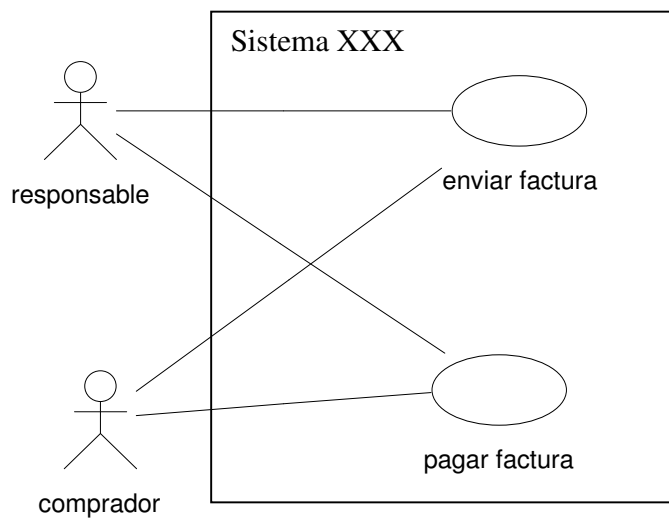 Sistema XXX
responsable
enviar factura
pagar factura
comprador